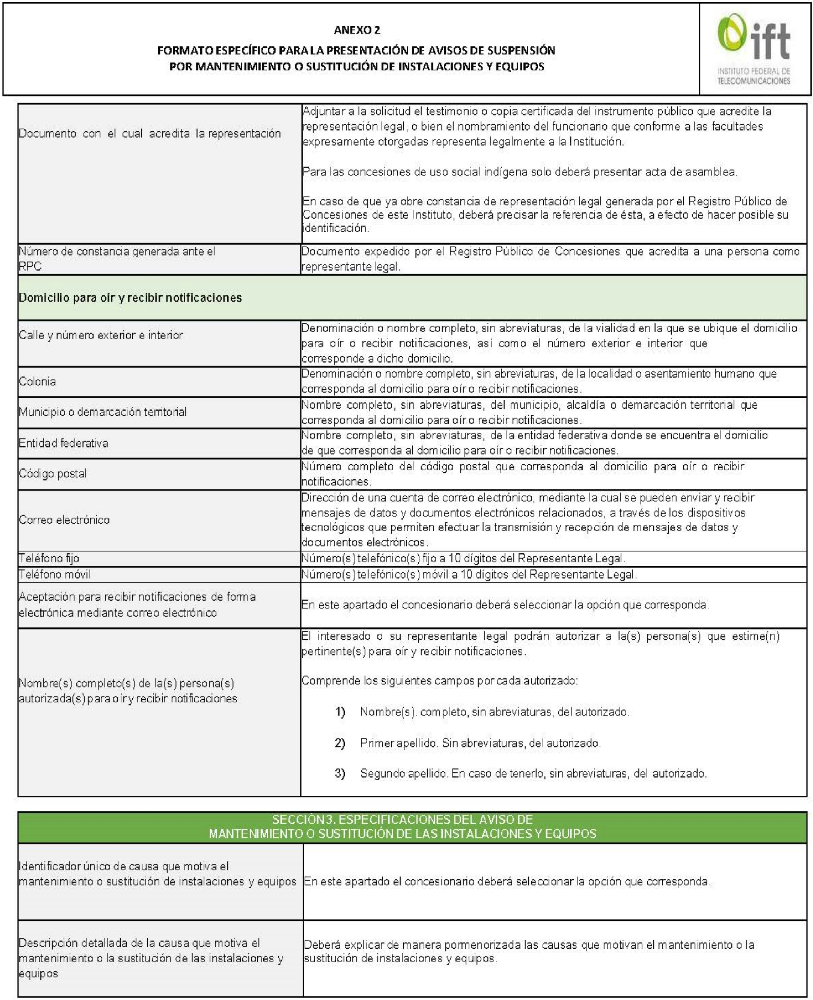 ANEXO 2
FORMATO ESPECÍFICO PARA LA PRESENTACIÓN DE AVISOS DE SUSPENSIÓN
POR MANTENIMIENTO O SUSTITUCIÓN DE INSTALACIONES Y EQUIPOS
ift
INSTITUTO FEDERAL DE
TELECOMUNICACIONES
Documento con el cual acredita la representación
Adjuntar a la solicitud el testimonio o copia certificada del instrumento público que acredite la
representación legal, o bien el nombramiento del funcionario que conforme a las facultades
expresamente otorgadas representa legalmente a la Institución.
Para las concesiones de uso social indígena solo deberá presentar acta de asamblea.
En caso de que ya obre constancia de representación legal generada por el Registro Público de
Concesiones de este Instituto, deberá precisar la referencia de ésta, a efecto de hacer posible su
identificación.
Número de constancia generada ante el
RPC
Documento expedido por el Registro Público de Concesiones que acredita a una persona como
representante legal.
Domicilio para oír y recibir notificaciones
Calle y número exterior e interior
Denominación o nombre completo, sin abreviaturas, de la vialidad en la que se ubique el domicilio
para oír o recibir notificaciones, así como el número exterior e interior que
corresponde a dicho domicilio.
Colonia
Denominación o nombre completo, sin abreviaturas, de la localidad o asentamiento humano que
corresponda al domicilio para oír o recibir notificaciones.
Municipio o demarcación territorial
Nombre completo, sin abreviaturas, del municipio, alcaldía o demarcación territorial que
corresponda al domicilio para oír o recibir notificaciones.
Entidad federativa
Nombre completo, sin abreviaturas, de la entidad federativa donde se encuentra el domicilio
de que corresponda al domicilio para oír o recibir notificaciones.
Código postal
Número completo del código postal que corresponda al domicilio para oír o recibir
notificaciones.
Correo electrónico
Dirección de una cuenta de correo electrónico, mediante la cual se pueden enviar y recibir
mensajes de datos y documentos electrónicos relacionados, a través de los dispositivos
tecnológicos que permiten efectuar la transmisión y recepción de mensajes de datos y
documentos electrónicos.
Teléfono fijo
Número(s) telefónico(s) fijo a 10 dígitos del Representante Legal.
Teléfono móvil
Número(s) telefónico(s) móvil a 10 dígitos del Representante Legal.
Aceptación para recibir notificaciones de forma
electrónica mediante correo electrónico
En este apartado el concesionario deberá seleccionar la opción que corresponda.
Nombre(s) completo(s) de la(s) persona(s)
autorizada(s) para oír y recibir notificaciones
El interesado o su representante legal podrán autorizar a la(s) persona(s) que estime(n)
pertinente(s) para oír y recibir notificaciones.
Comprende los siguientes campos por cada autorizado:
1) Nombre(s). completo, sin abreviaturas, del autorizado.
2) Primer apellido. Sin abreviaturas, del autorizado.
3) Segundo apellido. En caso de tenerlo, sin abreviaturas, del autorizado.
SECCIÓN 3. ESPECIFICACIONES DEL AVISO DE
MANTENIMIENTO O SUSTITUCIÓN DE LAS INSTALACIONES Y EQUIPOS
Identificador único de causa que motiva el
mantenimiento o sustitución de instalaciones y equipos
En este apartado el concesionario deberá seleccionar la opción que corresponda.
Descripción detallada de la causa que motiva el
mantenimiento o la sustitución de las instalaciones y
equipos
Deberá explicar de manera pormenorizada las causas que motivan el mantenimiento o la
sustitución de instalaciones y equipos.